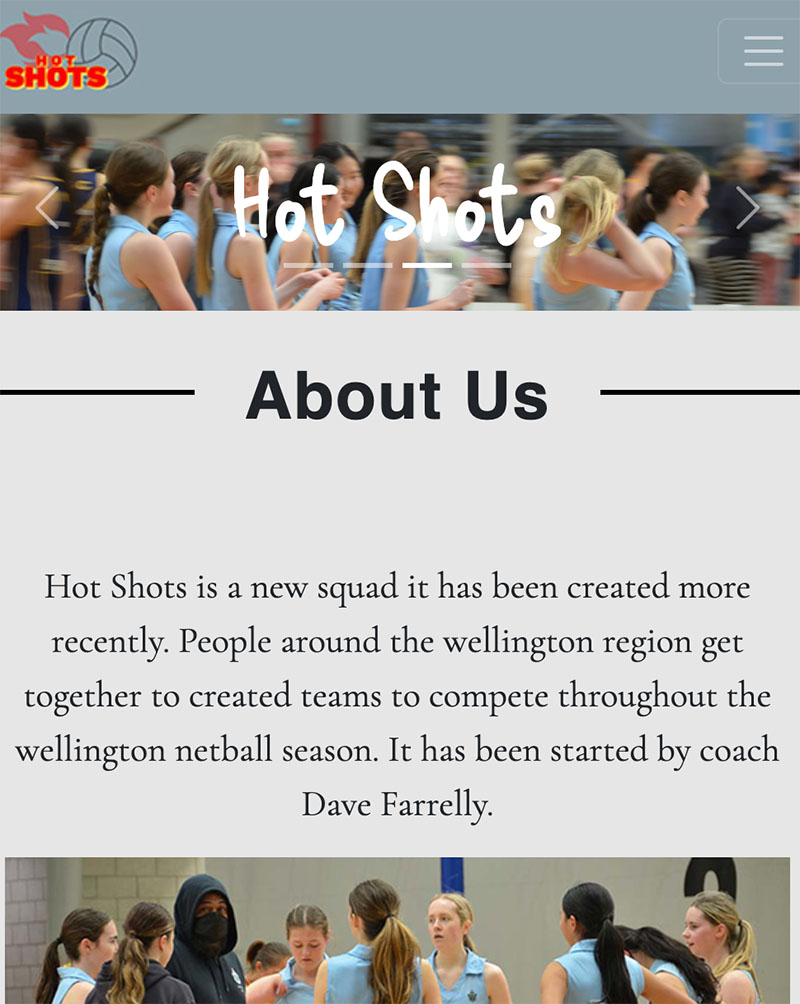 HOT
SHOTS
Hot Shots
About Us
Hot Shots is a new squad it has been created more
recently. People around the wellington region get
together to created teams to compete throughout the
wellington netball season. It has been started by coach
Dave Farrelly.